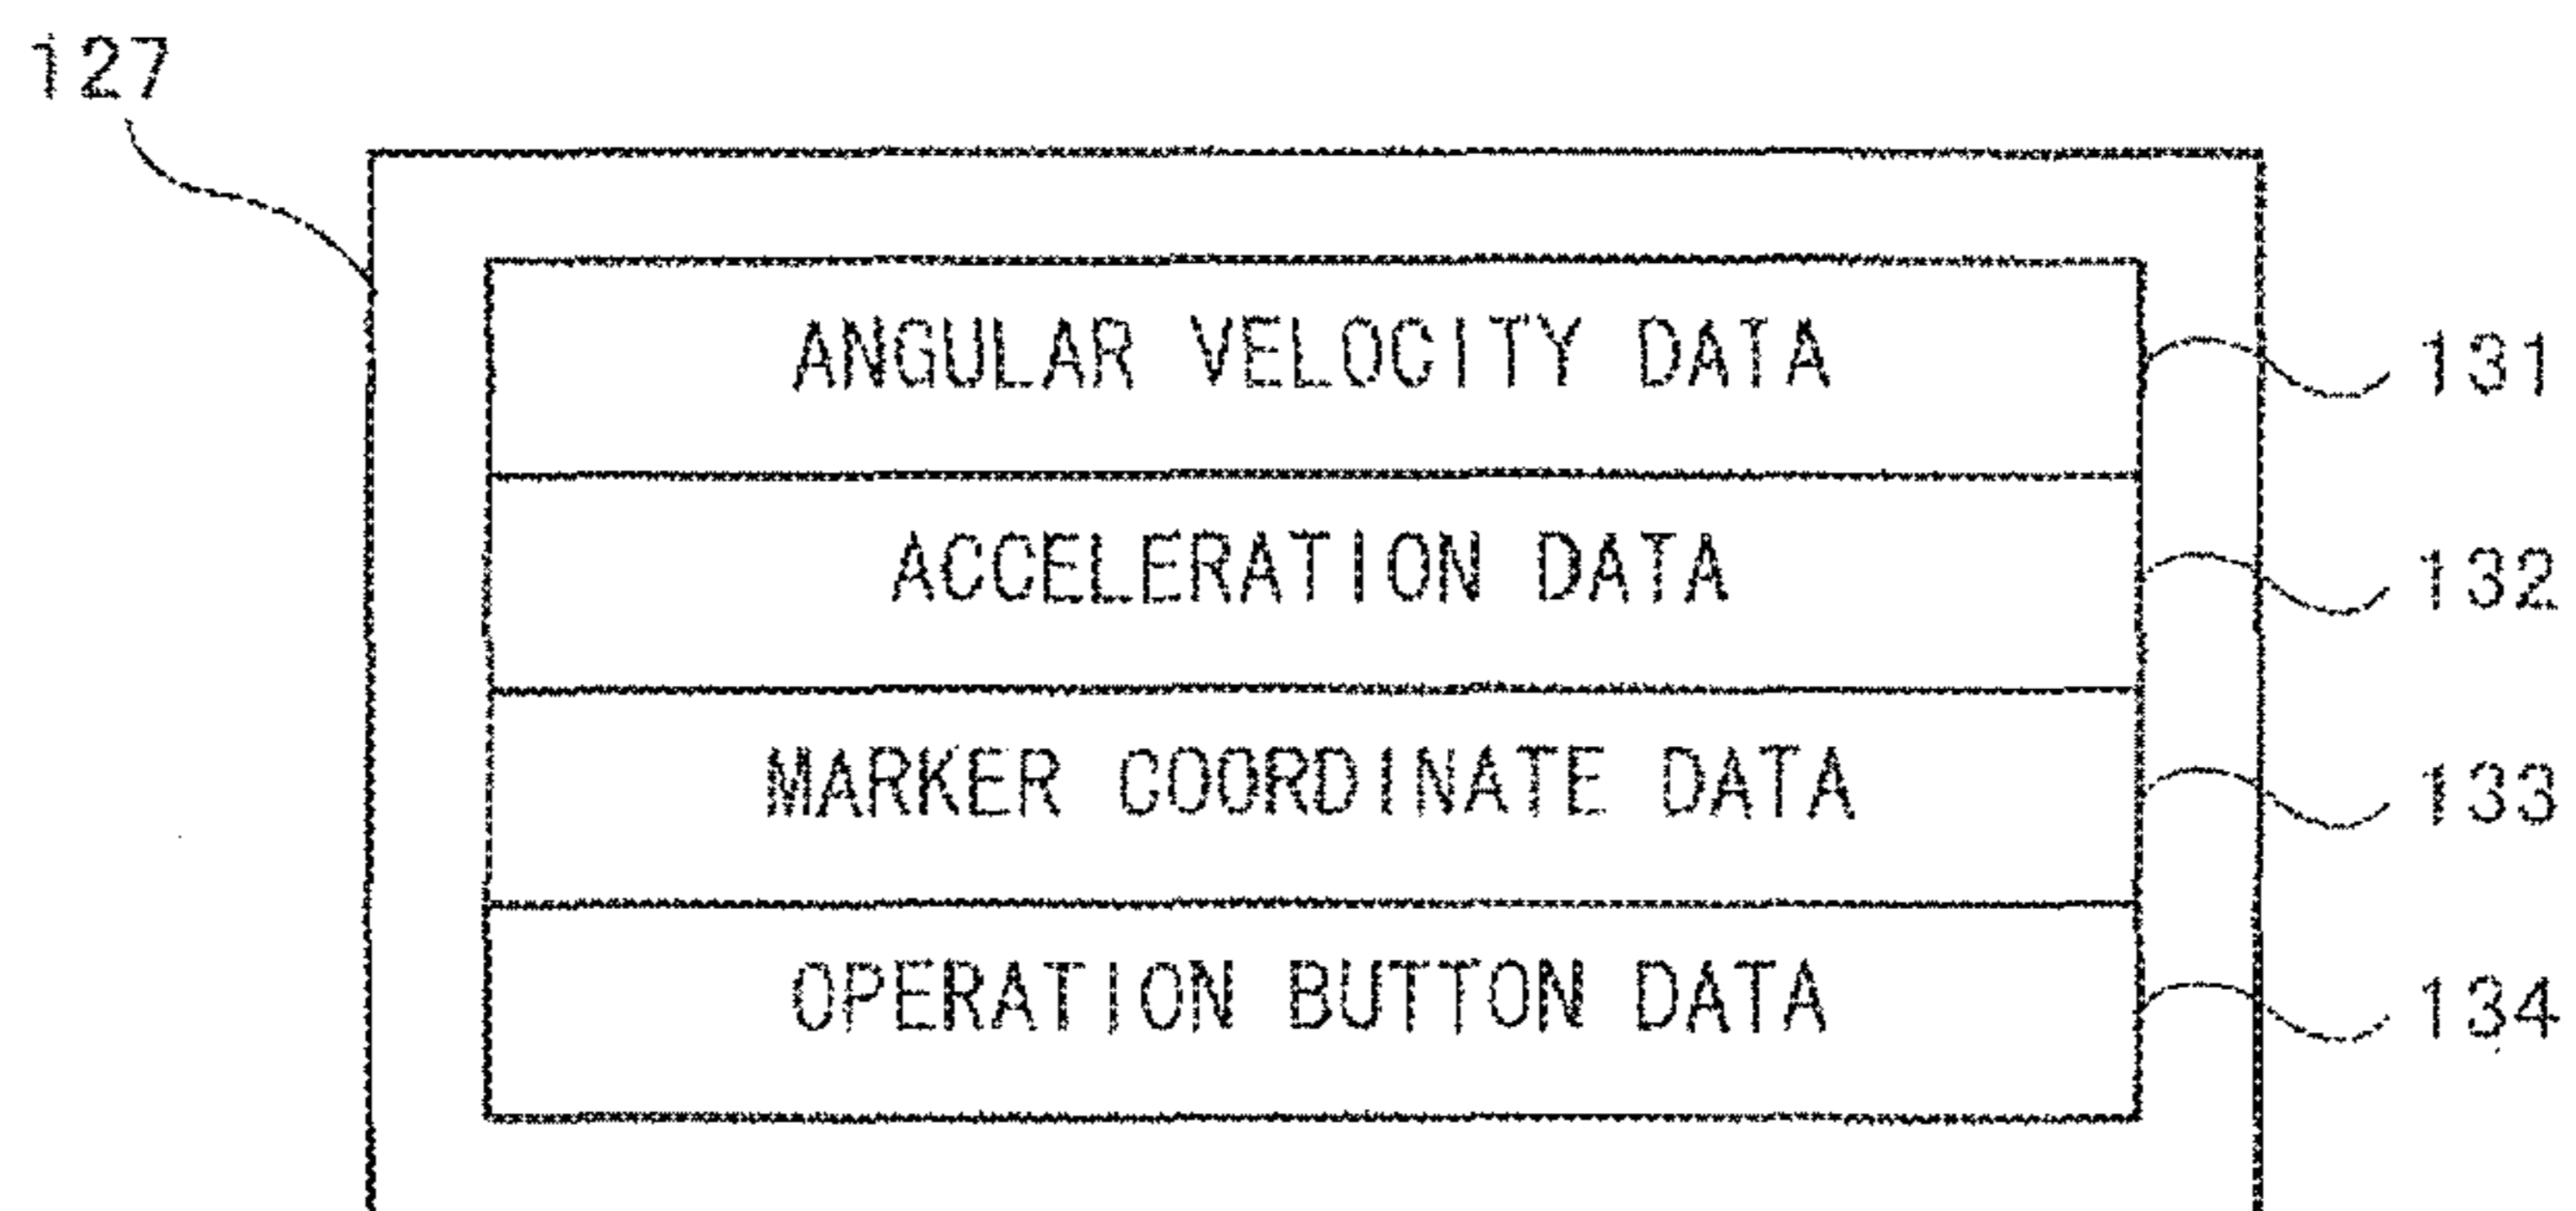 127
ANGULAR VELOCITY DATA 131
ACCELERATION DATA 132
MARKER COORDINATE DATA 133
OPERATION BUTTON DATA 134